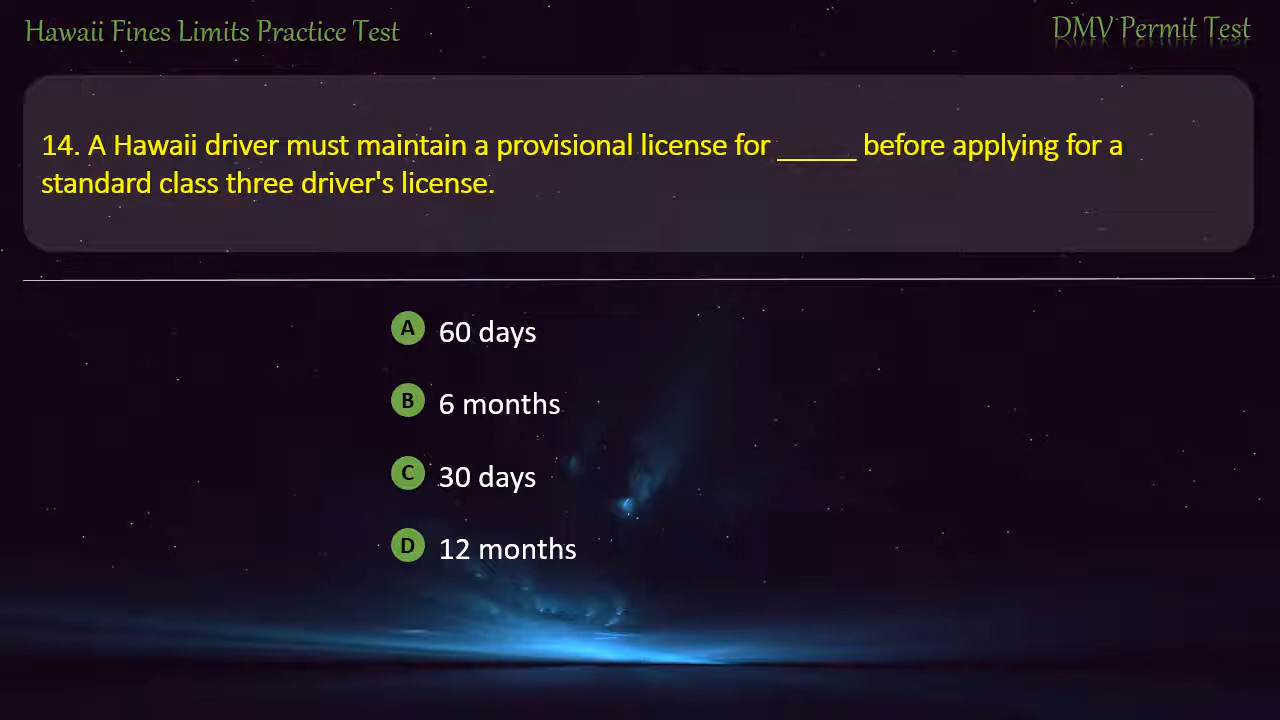 Hawaii Fines Limits Practice Test
DMV Permit Test
14. A Hawaii driver must maintain a provisional license for _____ before applying for a
standard class three driver's license.
A 60 days
B 6 months
C 30 days
D 12 months